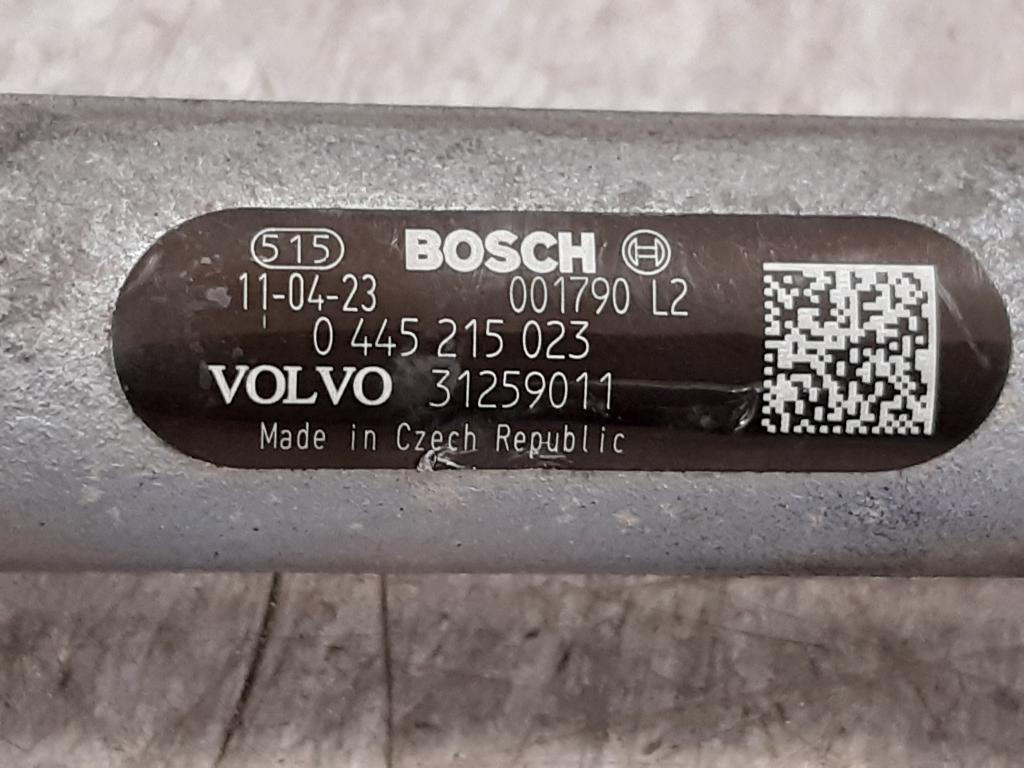 515 BOSCH
11-04-23 001790 L2
0 445 215 023
VOLVO 31259011
Made in Czech Republic